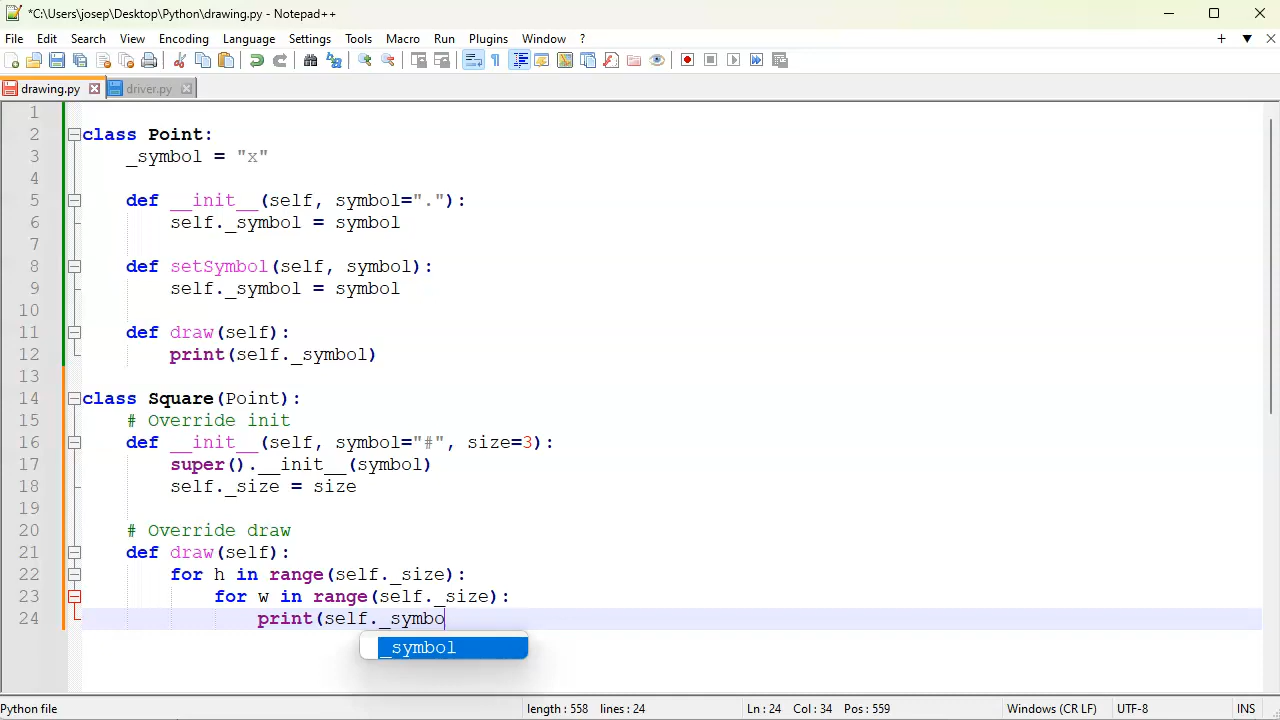 *C:\Users\josep\Desktop\Python\drawing.py - Notepad++
File Edit Search View Encoding Language Settings Tools Macro Run Plugins Window ?
drawing.py driver.py
1
2 class Point:
3 _symbol = "x"
4
5 def __init__(self, symbol="."):
6 self._symbol = symbol
7
8 def setSymbol(self, symbol):
9 self._symbol = symbol
10
11 def draw(self):
12 print(self._symbol)
13
14 class Square(Point):
15 # Override init
16 def __init__(self, symbol="#", size=3):
17 super().__init__(symbol)
18 self._size = size
19
20 # Override draw
21 def draw(self):
22 for h in range(self._size):
23 for w in range(self._size):
24 print(self._symbo
_symbol
Python file length : 558 lines : 24 Ln : 24 Col : 34 Pos : 559 Windows (CR LF) UTF-8 INS